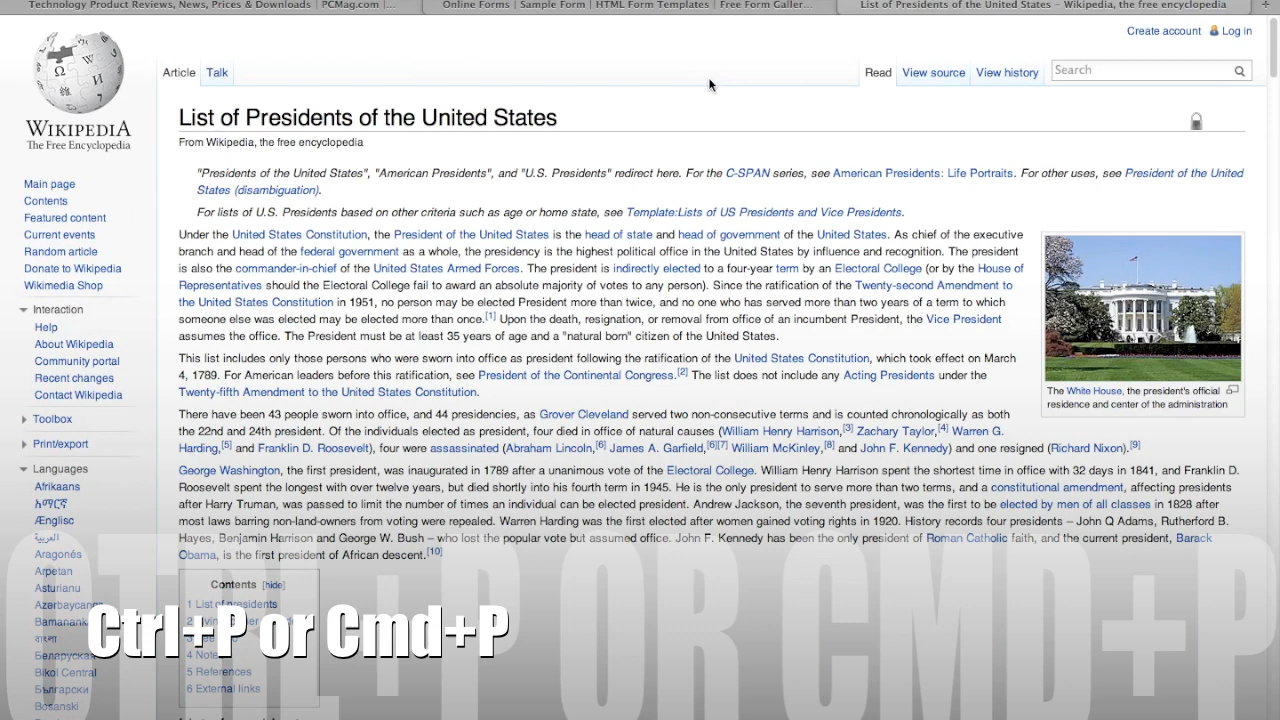 Technology Product Reviews, News, Prices & Downloads | PCMag.com |...
Online Forms | Sample Form | HTML Form Templates | Free Form Galler...
List of Presidents of the United States – Wikipedia, the free encyclopedia
Create account
Log in
Article
Talk
Read
View source
View history
Search
WIKIPEDIA
The Free Encyclopedia
Main page
Contents
Featured content
Current events
Random article
Donate to Wikipedia
Wikimedia Shop
Interaction
Help
About Wikipedia
Community portal
Recent changes
Contact Wikipedia
Toolbox
Print/export
Languages
Afrikaans
አማርኛ
Ænglisc
العربية
Aragonés
Arpetan
Asturianu
Azərbaycanca
বাংলা
Беларуская
Bikol Central
Български
Bosanski
List of Presidents of the United States
From Wikipedia, the free encyclopedia
"Presidents of the United States", "American Presidents", and "U.S. Presidents" redirect here. For the C-SPAN series, see American Presidents: Life Portraits. For other uses, see President of the United
States (disambiguation).
For lists of U.S. Presidents based on other criteria such as age or home state, see Template:Lists of US Presidents and Vice Presidents.
Under the United States Constitution, the President of the United States is the head of state and head of government of the United States. As chief of the executive
branch and head of the federal government as a whole, the presidency is the highest political office in the United States by influence and recognition. The president
is also the commander-in-chief of the United States Armed Forces. The president is indirectly elected to a four-year term by an Electoral College (or by the House of
Representatives should the Electoral College fail to award an absolute majority of votes to any person). Since the ratification of the Twenty-second Amendment to
the United States Constitution in 1951, no person may be elected President more than twice, and no one who has served more than two years of a term to which
someone else was elected may be elected more than once.[1] Upon the death, resignation, or removal from office of an incumbent President, the Vice President
assumes the office. The President must be at least 35 years of age and a "natural born" citizen of the United States.
This list includes only those persons who were sworn into office as president following the ratification of the United States Constitution, which took effect on March
4, 1789. For American leaders before this ratification, see President of the Continental Congress.[2] The list does not include any Acting Presidents under the
Twenty-fifth Amendment to the United States Constitution.
There have been 43 people sworn into office, and 44 presidencies, as Grover Cleveland served two non-consecutive terms and is counted chronologically as both
the 22nd and 24th president. Of the individuals elected as president, four died in office of natural causes (William Henry Harrison,[3] Zachary Taylor,[4] Warren G.
Harding,[5] and Franklin D. Roosevelt), four were assassinated (Abraham Lincoln,[6] James A. Garfield,[6][7] William McKinley,[8] and John F. Kennedy) and one resigned (Richard Nixon).[9]
George Washington, the first president, was inaugurated in 1789 after a unanimous vote of the Electoral College. William Henry Harrison spent the shortest time in office with 32 days in 1841, and Franklin D.
Roosevelt spent the longest with over twelve years, but died shortly into his fourth term in 1945. He is the only president to serve more than two terms, and a constitutional amendment, affecting presidents
after Harry Truman, was passed to limit the number of times an individual can be elected president. Andrew Jackson, the seventh president, was the first to be elected by men of all classes in 1828 after
most laws barring non-land-owners from voting were repealed. Warren Harding was the first elected after women gained voting rights in 1920. History records four presidents – John Q Adams, Rutherford B.
Hayes, Benjamin Harrison and George W. Bush – who lost the popular vote but assumed office. John F. Kennedy has been the only president of Roman Catholic faith, and the current president, Barack
Obama, is the first president of African descent.[10]
The White House, the president's official
residence and center of the administration
Contents [hide]
1 List of presidents
4 Notes
5 References
6 External links
Ctrl+P or Cmd+P
CTRL+P OR CMD+P